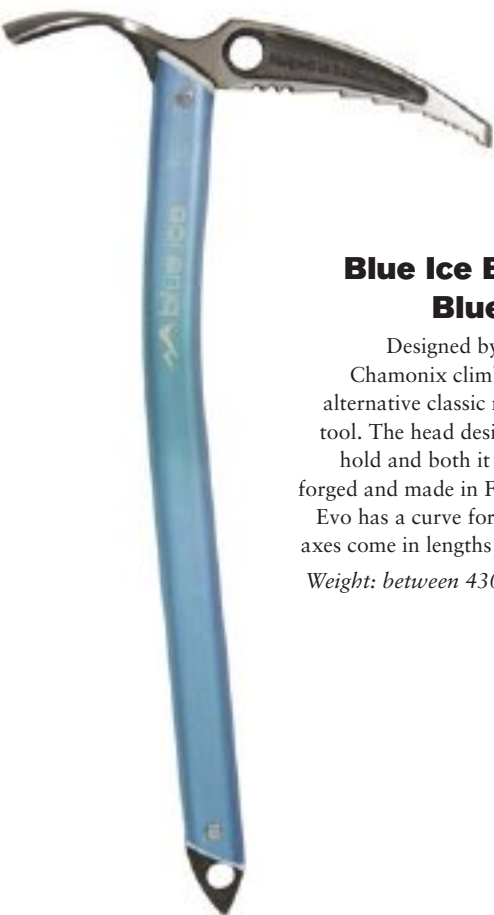 blue ice
Blue Ice B
Blue
Designed by
Chamonix climb
alternative classic
tool. The head desi
hold and both it
forged and made in F
Evo has a curve for
axes come in lengths
Weight: between 430